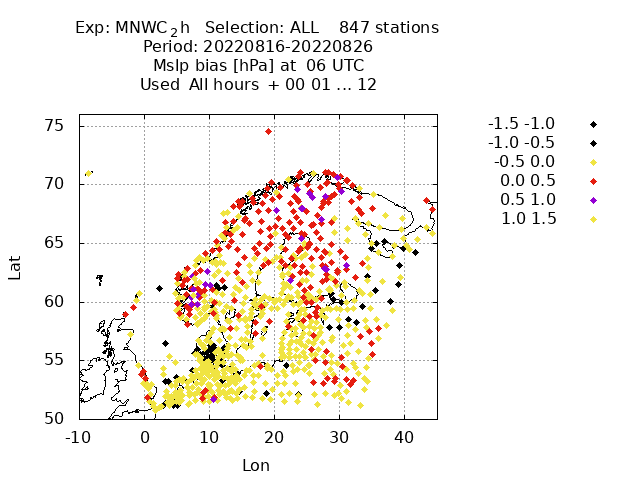 Exp: MNWC_2h   Selection: ALL    847 stations
Period: 20220816-20220826
Mslp bias [hPa] at  06 UTC
Used  All hours  + 00 01 ... 12
-1.5 -1.0
-1.0 -0.5
-0.5 0.0
0.0 0.5
0.5 1.0
1.0 1.5
75
70
65
60
55
50
Lat
-10 0 10 20 30 40
Lon